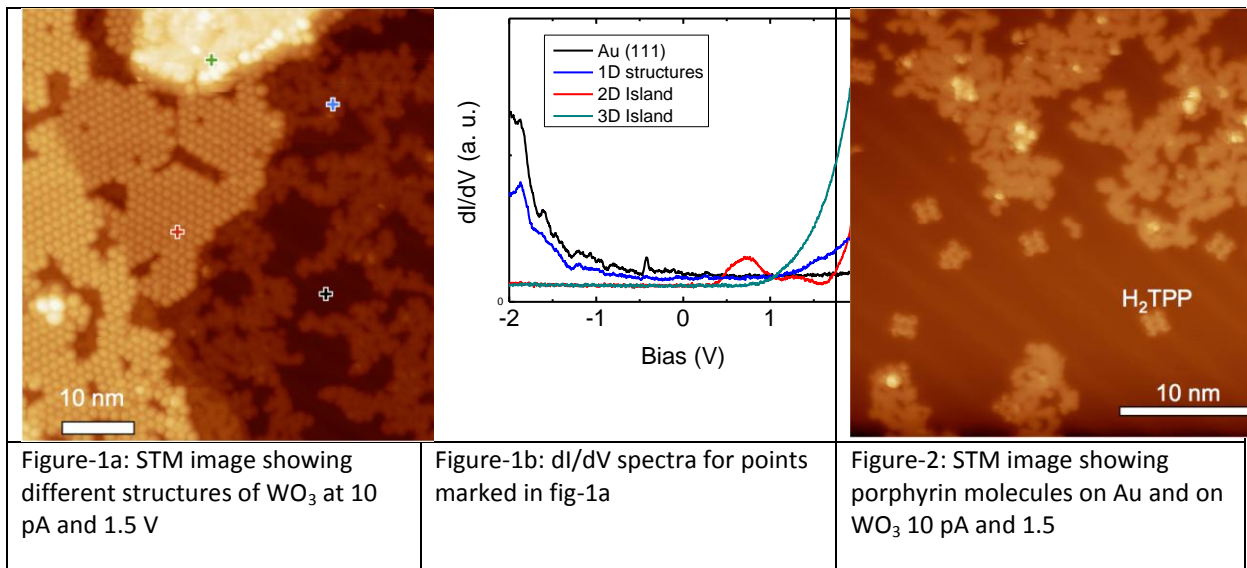 10 nm
Au (111)
1D structures
2D Island
3D Island
dI/dV (a. u.)
0
-2 -1 0 1
Bias (V)
H₂TPP
10 nm
Figure-1a: STM image showing
different structures of WO₃ at 10
pA and 1.5 V
Figure-1b: dI/dV spectra for points
marked in fig-1a
Figure-2: STM image showing
porphyrin molecules on Au and on
WO₃ 10 pA and 1.5